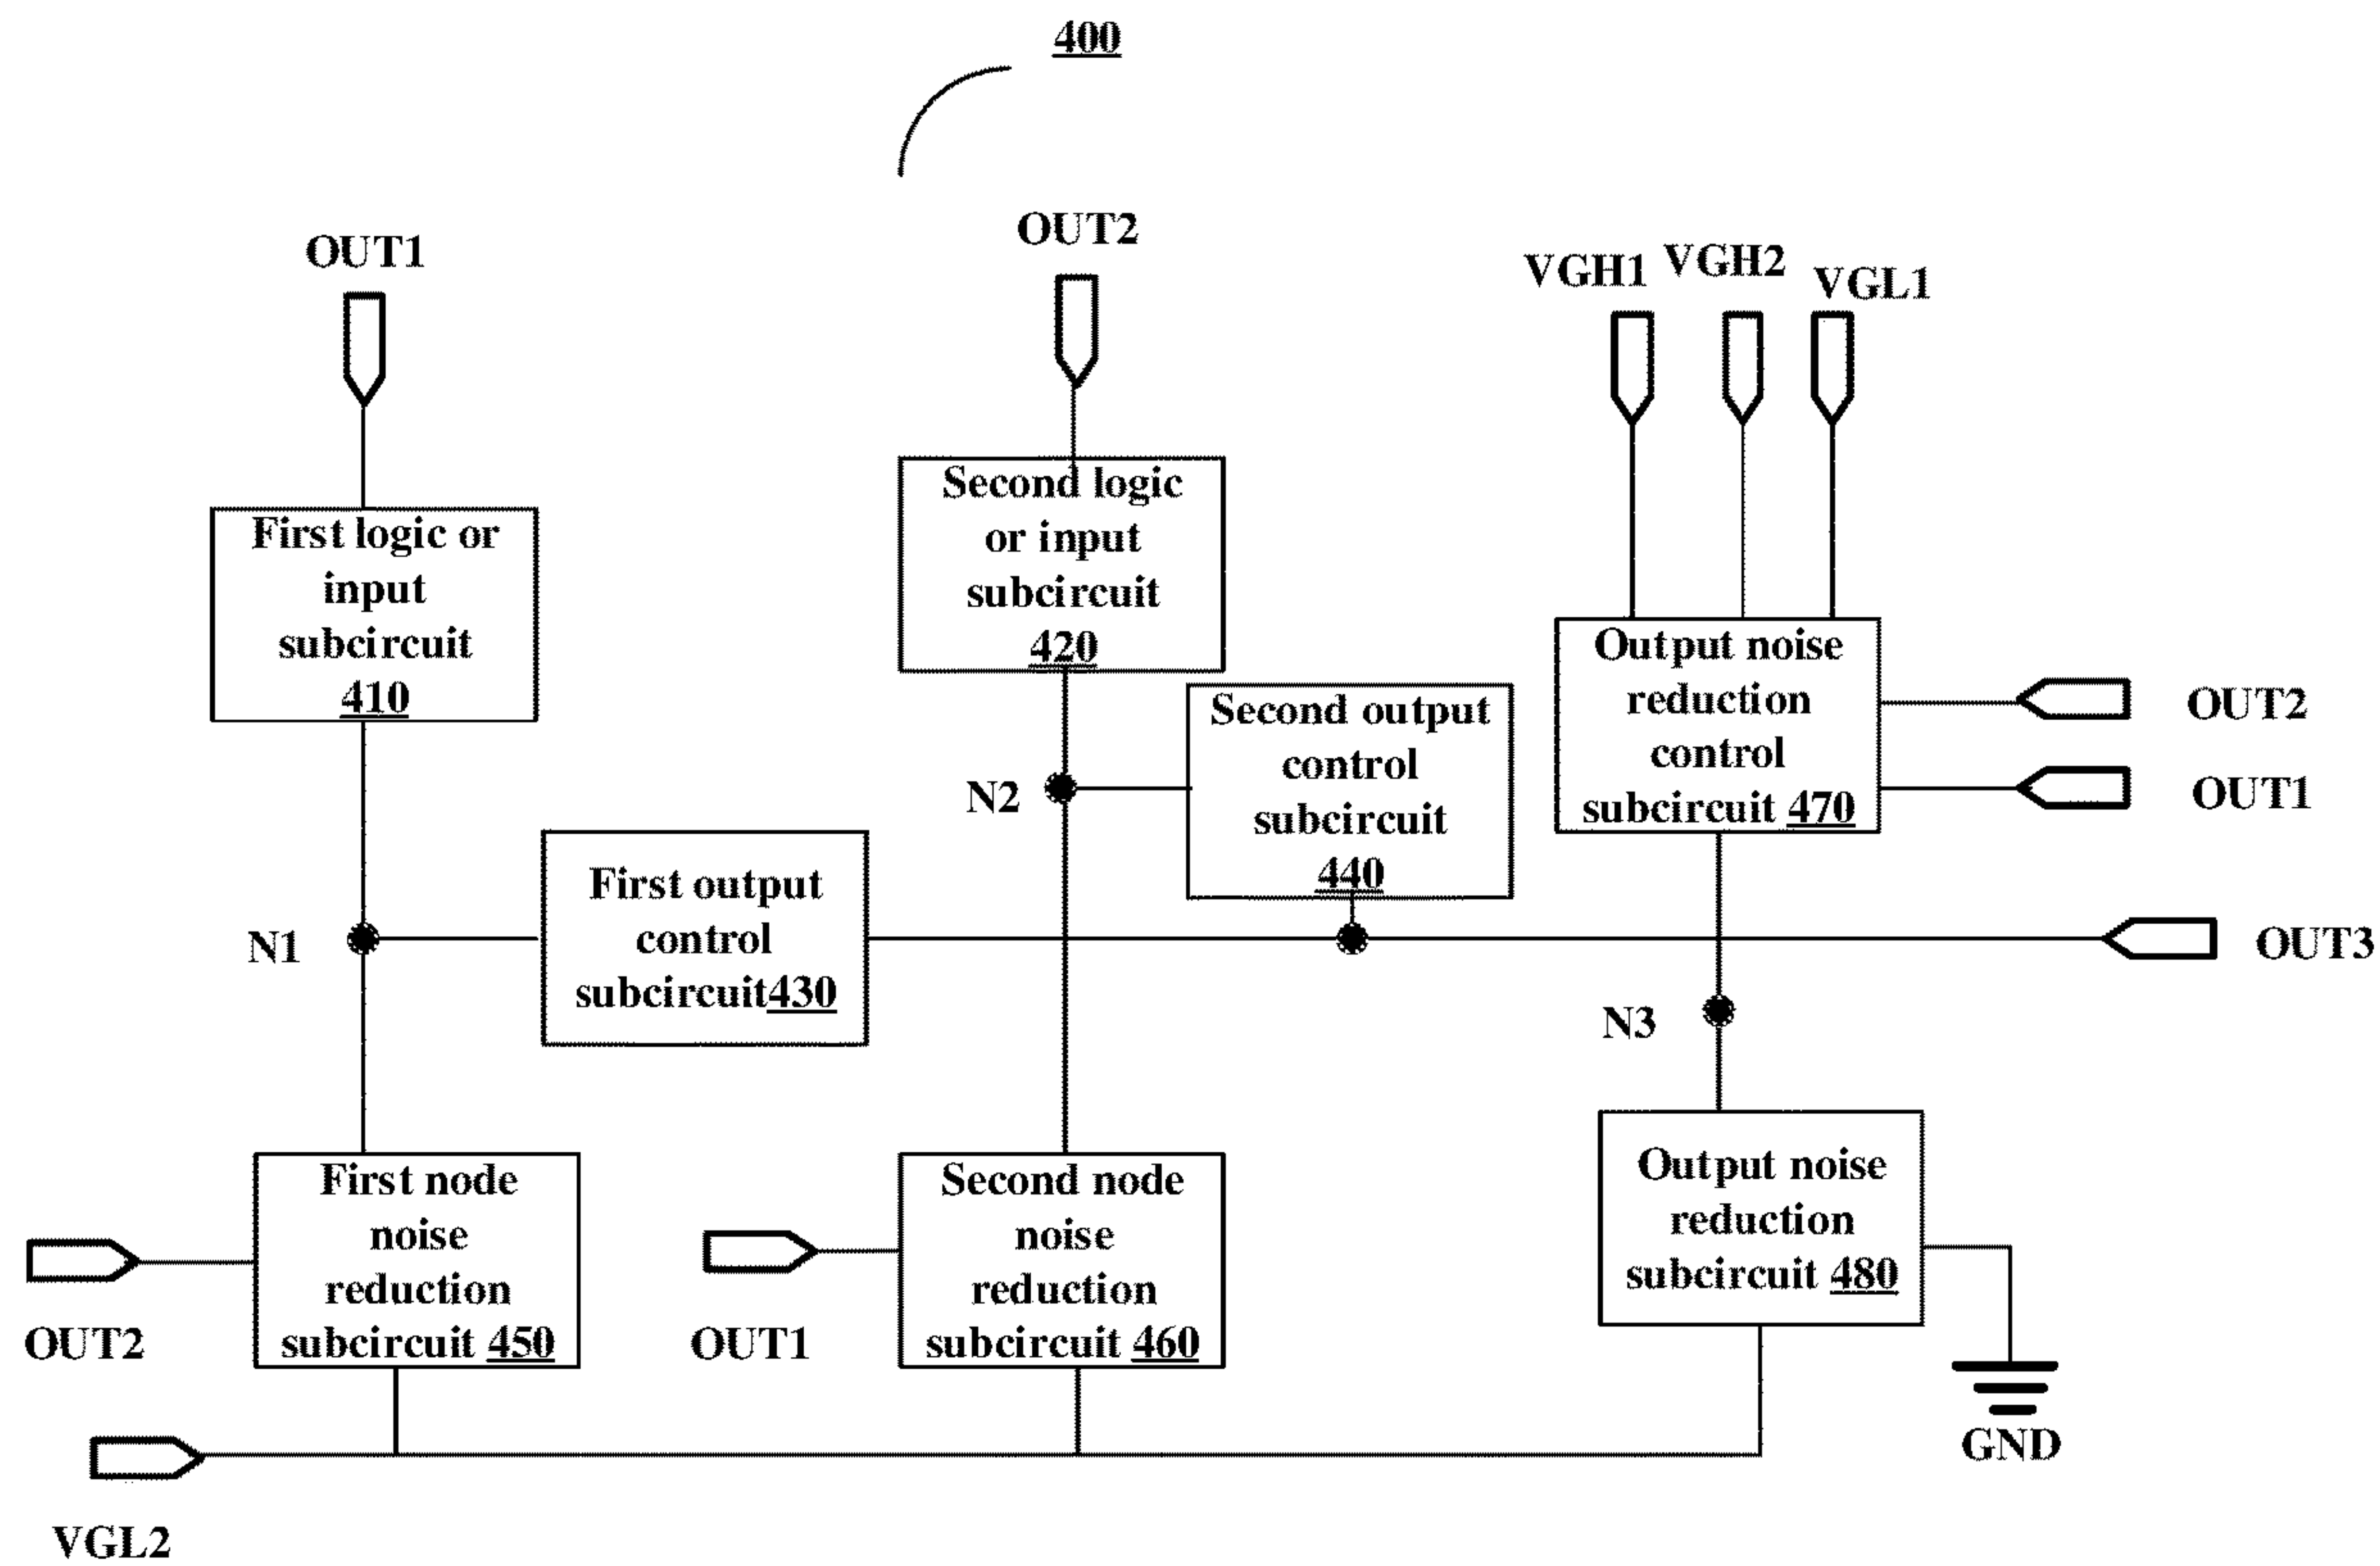 400
OUT1
OUT2
VGH1
VGH2
VGL1
First logic or
input
subcircuit
410
Second logic
or input
subcircuit
420
Output noise
reduction
control
subcircuit 470
OUT2
OUT1
Second output
control
subcircuit
440
N2
First output
control
subcircuit430
N1
OUT3
N3
First node
noise
reduction
subcircuit 450
OUT2
Second node
noise
reduction
subcircuit 460
OUT1
Output noise
reduction
subcircuit 480
GND
VGL2